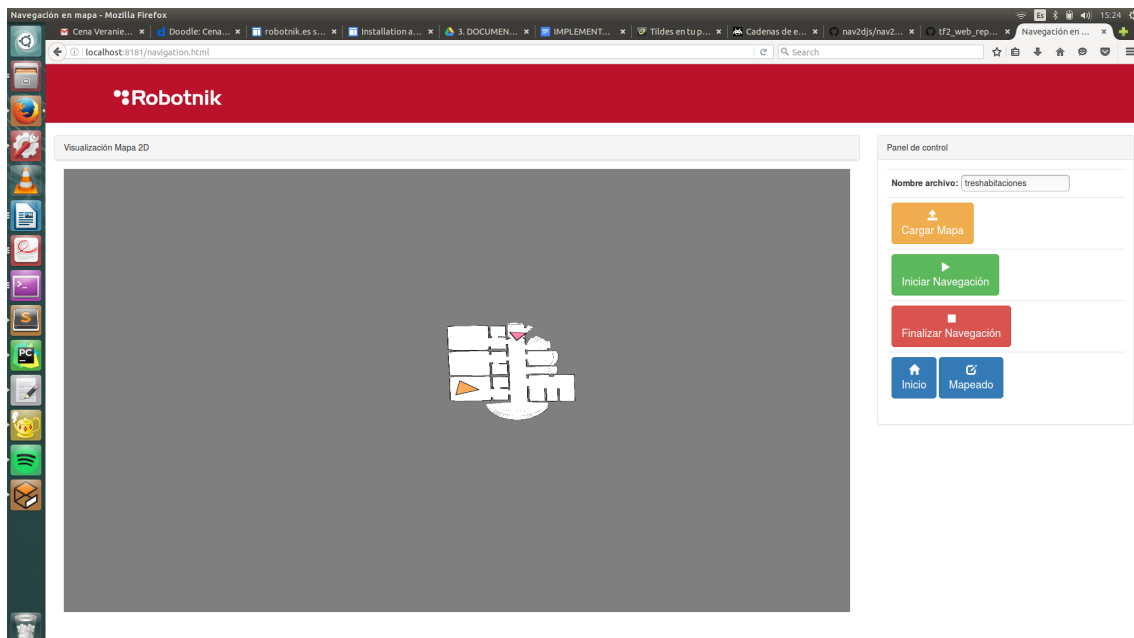 Navegación en mapa - Mozilla Firefox
Es
15:24
Cena Veranie... ×
Doodle: Cena... ×
robotnik.es s... ×
Installation a... ×
3. DOCUMEN... ×
IMPLEMENT... ×
Tildes en tu p... ×
Cadenas de e... ×
nav2djs/nav2... ×
tf2_web_rep... ×
Navegación en ... ×
localhost:8181/navigation.html
Search
Robotnik
Visualización Mapa 2D
Panel de control
Nombre archivo: treshabitaciones
Cargar Mapa
Iniciar Navegación
Finalizar Navegación
Inicio
Mapeado
>_
S
PC